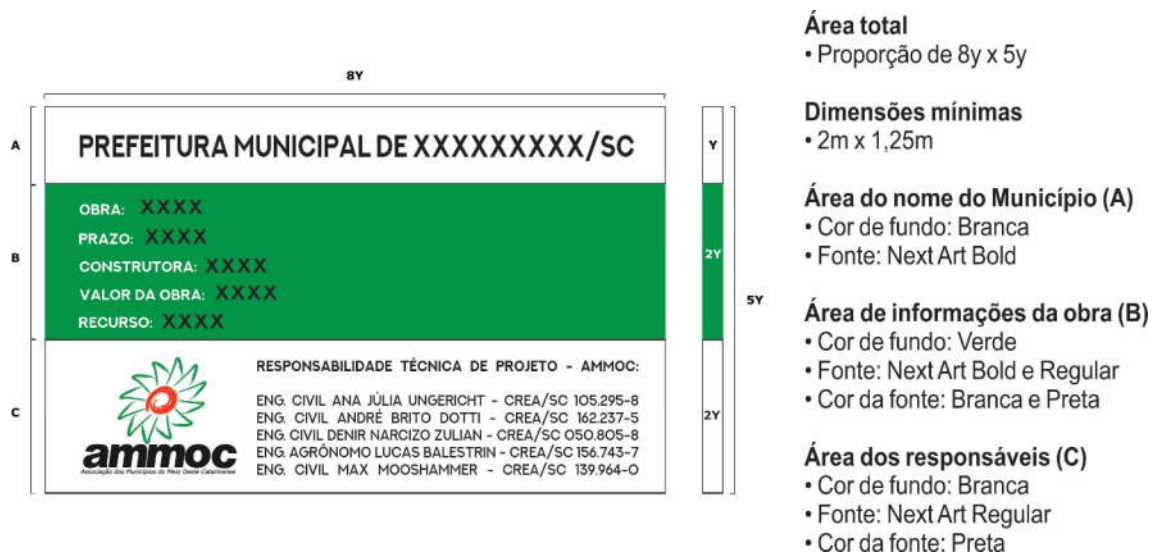 8Y
A
PREFEITURA MUNICIPAL DE XXXXXXXXX/SC
Y
B
OBRA: XXXX
PRAZO: XXXX
CONSTRUTORA: XXXX
VALOR DA OBRA: XXXX
RECURSO: XXXX
2Y
5Y
C
ammoc
Associação dos Municípios do Meio Oeste Catarinense
RESPONSABILIDADE TÉCNICA DE PROJETO - AMMOC:
ENG. CIVIL ANA JÚLIA UNGERICHT - CREA/SC 105.295-8
ENG. CIVIL ANDRÉ BRITO DOTTI - CREA/SC 162.237-5
ENG. CIVIL DENIR NARCIZO ZULIAN - CREA/SC 050.805-8
ENG. AGRÔNOMO LUCAS BALESTRIN - CREA/SC 156.743-7
ENG. CIVIL MAX MOOSHAMMER - CREA/SC 139.964-0
2Y
Área total
• Proporção de 8y x 5y
Dimensões mínimas
• 2m x 1,25m
Área do nome do Município (A)
• Cor de fundo: Branca
• Fonte: Next Art Bold
Área de informações da obra (B)
• Cor de fundo: Verde
• Fonte: Next Art Bold e Regular
• Cor da fonte: Branca e Preta
Área dos responsáveis (C)
• Cor de fundo: Branca
• Fonte: Next Art Regular
• Cor da fonte: Preta